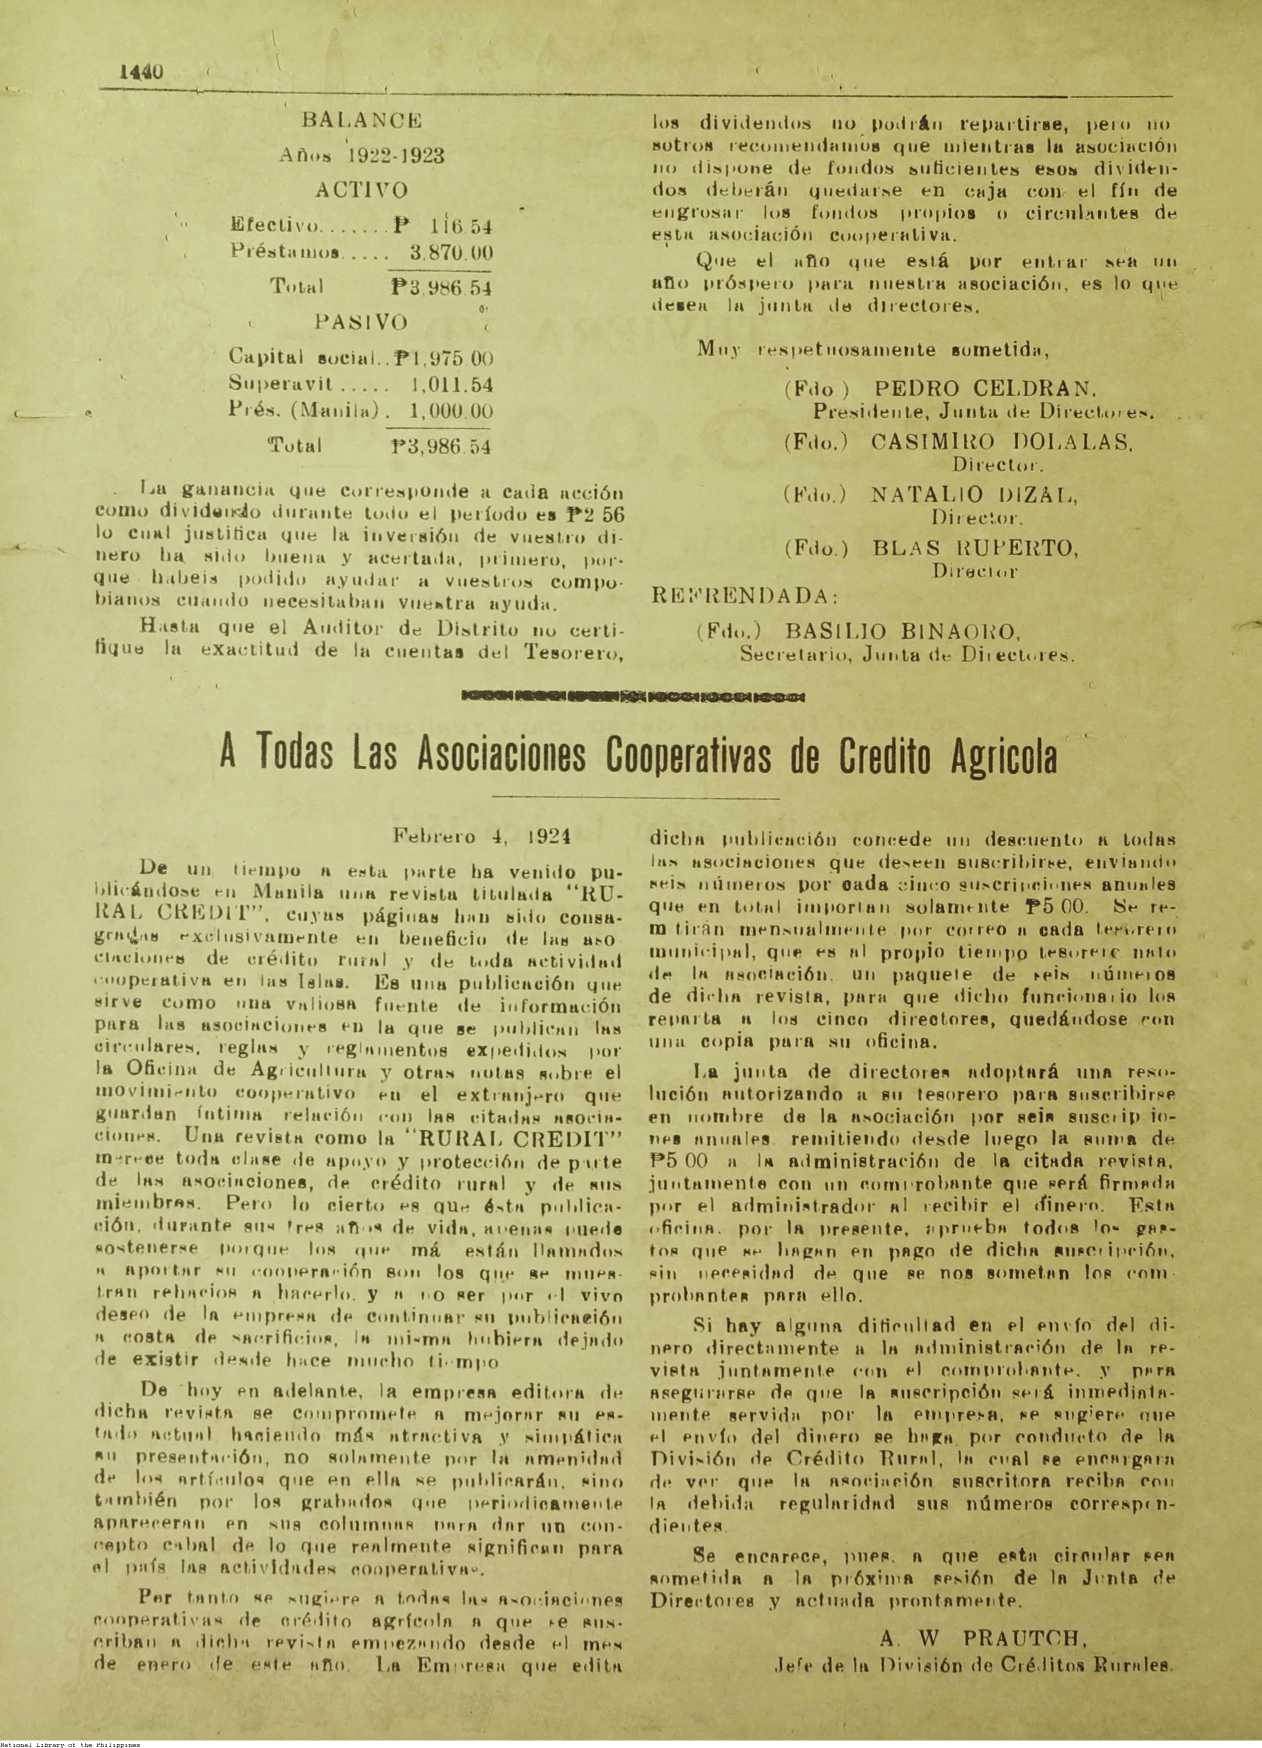 1440
BALANCE
Años 1922-1923
ACTIVO
Efectivo....... ₱ 116.54
Préstamos..... 3.870.00
Total ₱3.986.54
PASIVO
Capital social.. ₱1,975.00
Superavit ..... 1,011.54
Prés. (Manila) . 1,000.00
Total ₱3,986.54
La ganancia que corresponde a cada acción
como dividendo durante todo el período es ₱2 56
lo cual justifica que la inversión de vuestro di-
nero ha sido buena y acertada, primero, por-
que habeis podido ayudar a vuestros compo-
bianos cuando necesitaban vuestra ayuda.
Hasta que el Auditor de Distrito no certi-
fique la exactitud de la cuentas del Tesorero,
los dividendos no podrán repartirse, pero no
sotros recomendamos que mientras la asociación
no dispone de fondos suficientes esos dividen-
dos deberán quedarse en caja con el fín de
engrosar los fondos propios o circulantes de
esta asociación cooperativa.
Que el año que está por entrar sea un
año próspero para nuestra asociación, es lo que
desea la junta de directores.
Muy respetuosamente sometida,
(Fdo ) PEDRO CELDRAN,
Presidente, Junta de Directores.
(Fdo.) CASIMIRO DOLALAS,
Director.
(Fdo.) NATALIO DIZAL,
Director.
(Fdo.) BLAS RUPERTO,
Director
REFRENDADA:
(Fdo.) BASILIO BINAORO,
Secretario, Junta de Directores.
A Todas Las Asociaciones Cooperativas de Credito Agricola
Febrero 4, 1924
De un tiempo a esta parte ha venido pu-
blicándose en Manila una revista titulada "RU-
RAL CREDIT", cuyas páginas han sido consa-
gradas exclusivamente en beneficio de las aso
ciaciones de crédito rural y de toda actividad
cooperativa en las Islas. Es una publicación que
sirve como una valiosa fuente de información
para las asociaciones en la que se publican las
circulares, reglas y reglamentos expedidos por
la Oficina de Agricultura y otras notas sobre el
movimiento cooperativo en el extranjero que
guardan íntima relación con las citadas asocia-
ciones. Una revista como la "RURAL CREDIT"
merece toda clase de apoyo y protección de parte
de las asociaciones, de crédito rural y de sus
miembras. Pero lo cierto es que ésta publica-
ción, durante sus tres años de vida, apenas puede
sostenerse porque los que má están llamados
a aportar su cooperación son los que se mues-
tran rehacios a hacerlo, y a no ser por el vivo
deseo de la empresa de continuar su publicación
a costa de sacrificios, la misma hubiera dejado
de existir desde hace mucho tiempo
De hoy en adelante, la empresa editora de
dicha revista se compromete a mejorar su es-
tado actual haciendo más atractiva y simpática
su presentación, no solamente por la amenidad
de los artículos que en ella se publicarán, sino
también por los grabados que periodicamente
apareceran en sus columnas para dar un con-
cepto cabal de lo que realmente significan para
el país las actividades cooperativas.
Por tanto se sugiere a todas las asociaciones
cooperativas de crédito agrícola a que se sus-
criban a dicha revista empezando desde el mes
de enero de este año. La Empresa que edita
dicha publicación concede un descuento a todas
las asociaciones que deseen suscribirse, enviando
seis números por cada cinco suscripciones anuales
que en total importan solamente ₱5 00. Se re-
mitirán mensualmente por correo a cada tesorero
municipal, que es al propio tiempo tesorero nato
de la asociación, un paquete de seis números
de dicha revista, para que dicho funcionario los
reparta a los cinco directores, quedándose con
una copia para su oficina.
La junta de directores adoptará una reso-
lución autorizando a su tesorero para suscribirse
en nombre de la asociación por seis suscrip io-
nes anuales remitiendo desde luego la suma de
₱5 00 a la administración de la citada revista,
juntamente con un comprobante que será firmada
por el administrador al recibir el dinero. Esta
oficina, por la presente, aprueba todos los gas-
tos que se hagan en pago de dicha suscripción,
sin necesidad de que se nos sometan los com
probantes para ello.
Si hay alguna dificultad en el envío del di-
nero directamente a la administración de la re-
vista juntamente con el comprobante, y para
asegurarse de que la suscripción será inmediata-
mente servida por la empresa, se sugiere que
el envío del dinero se haga por conducto de la
División de Crédito Rural, la cual se encargara
de ver que la asociación suscritora reciba con
la debida regularidad sus números correspon-
dientes
Se encarece, pues, a que esta circular sea
sometida a la próxima sesión de la Junta de
Directores y actuada prontamente.
A. W PRAUTCH,
Jefe de la División de Créditos Rurales.
National Library of the Philippines